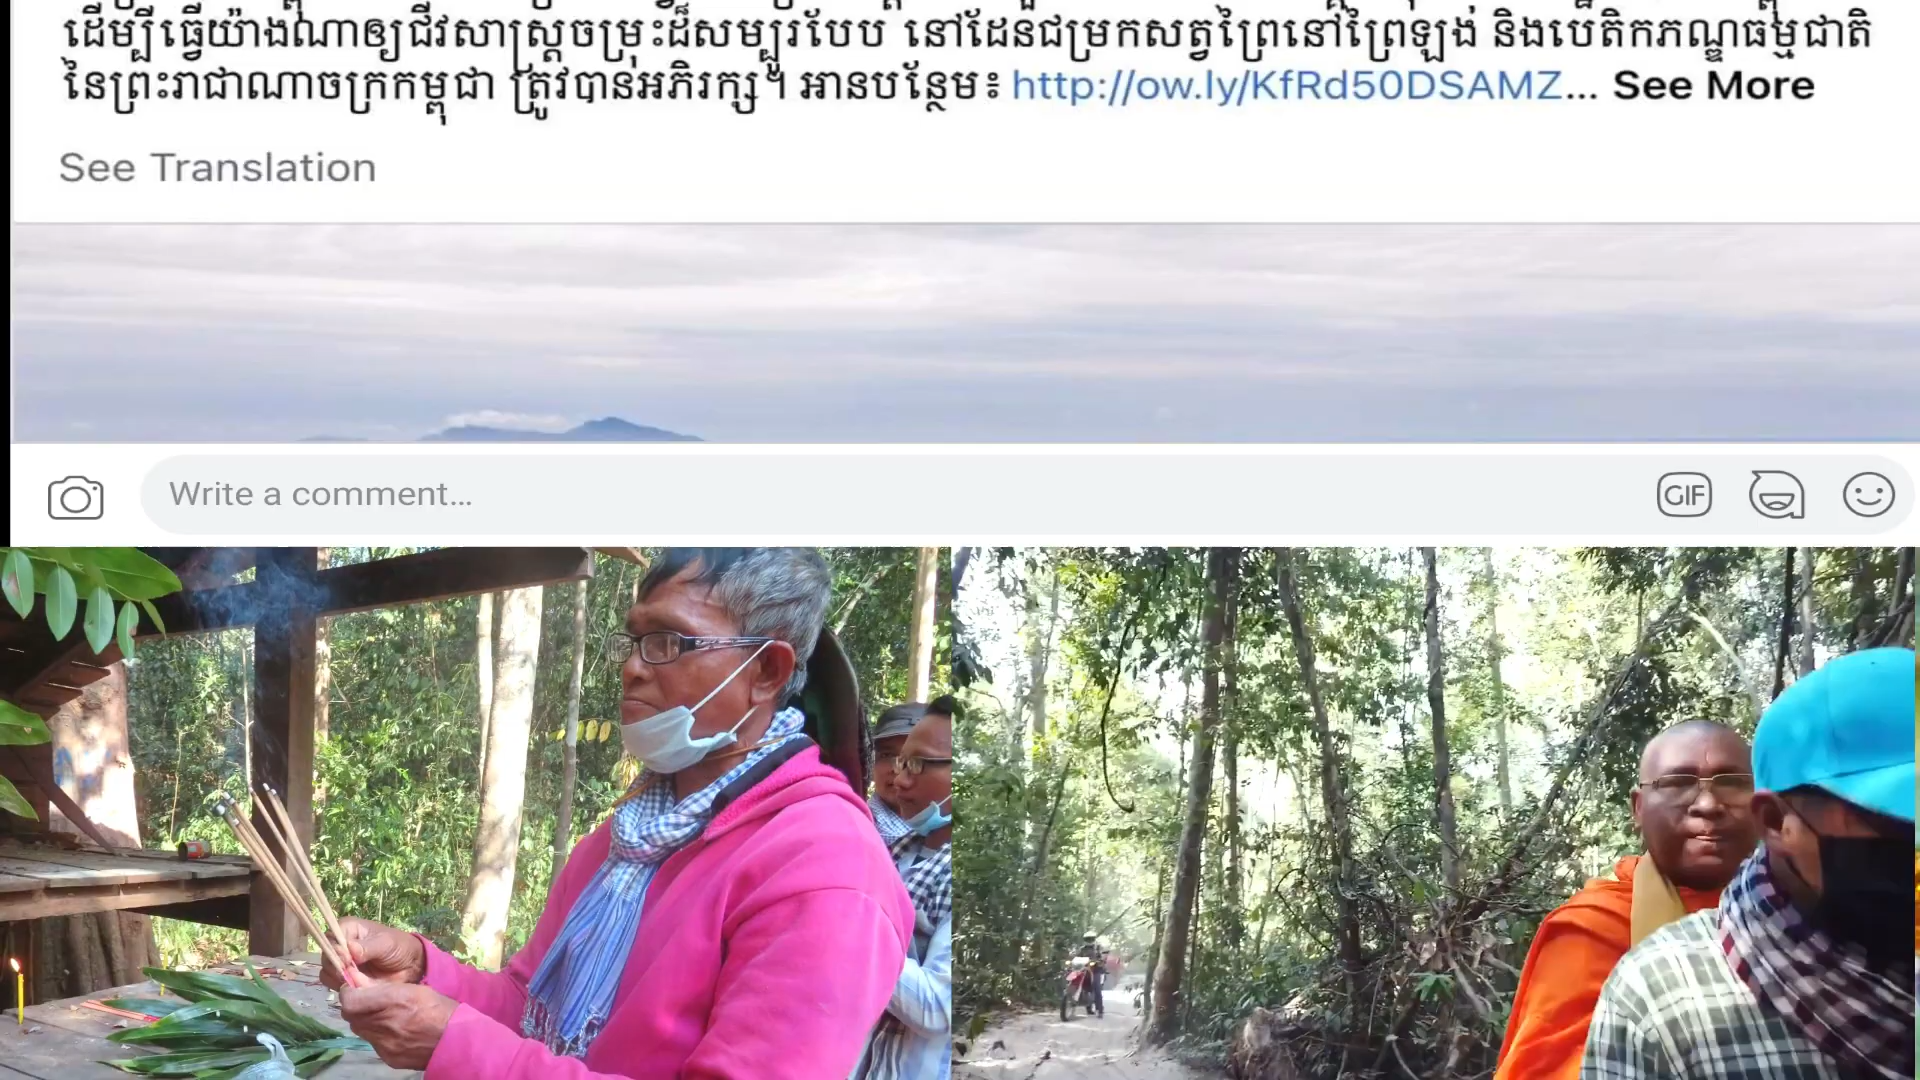 ដើម្បីធ្វើយ៉ាងណាឲ្យជីវសាស្ត្រចម្រុះដ៏សម្បូរបែប នៅដែនជម្រកសត្វព្រៃនៅព្រៃឡង់ និងបេតិកភណ្ឌធម្មជាតិ
នៃព្រះរាជាណាចក្រកម្ពុជា ត្រូវបានអភិរក្ស។ អានបន្ថែម៖ http://ow.ly/KfRd50DSAMZ... See More
See Translation
Write a comment...
GIF